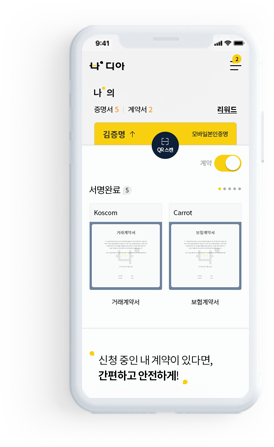 9:41
나디아
2
나의
증명서 5 계약서 2
리워드
김증명 ↑
모바일본인증명
QR스캔
계약
서명완료 5
Koscom
Carrot
거래계약서
보험계약서
거래계약서
보험계약서
신청 중인 내 계약이 있다면,
간편하고 안전하게!